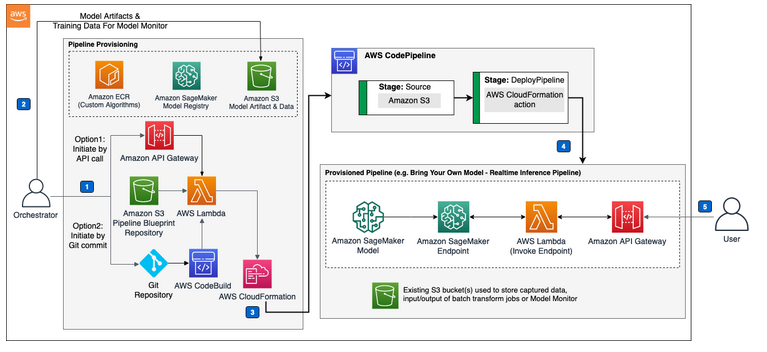 aws
Model Artifacts &
Training Data For Model Monitor
Pipeline Provisioning
Amazon ECR
(Custom Algorithms)
Amazon SageMaker
Model Registry
Amazon S3
Model Artifact & Data
2
Option1:
Initiate by
API call
Amazon API Gateway
1
Orchestrator
Amazon S3
Pipeline Blueprint
Repository
AWS Lambda
Option2:
Initiate by
Git commit
Git
Repository
AWS CodeBuild
AWS CloudFormation
3
AWS CodePipeline
Stage: Source
Amazon S3
Stage: DeployPipeline
AWS CloudFormation
action
4
Provisioned Pipeline (e.g. Bring Your Own Model - Realtime Inference Pipeline)
Amazon SageMaker
Model
Amazon SageMaker
Endpoint
AWS Lambda
(Invoke Endpoint)
Amazon API Gateway
5
User
Existing S3 bucket(s) used to store captured data,
input/output of batch transform jobs or Model Monitor